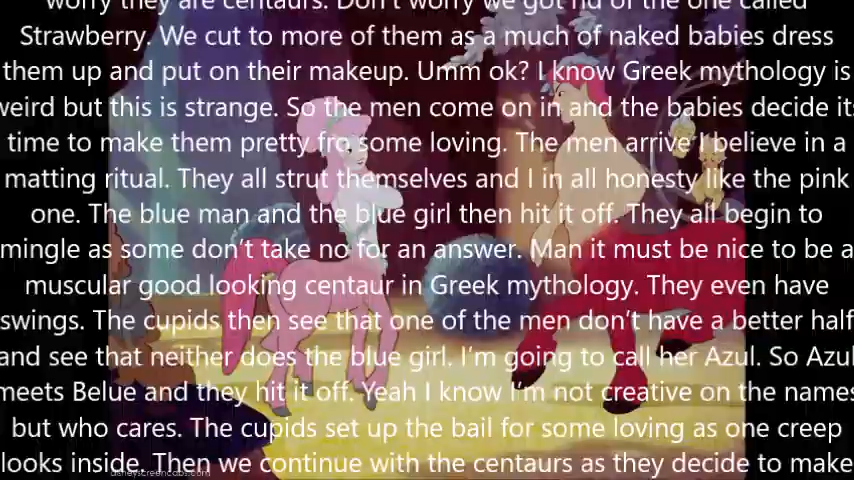 worry they are centaurs. Don't worry we got rid of the one called
Strawberry. We cut to more of them as a much of naked babies dress
them up and put on their makeup. Umm ok? I know Greek mythology is
weird but this is strange. So the men come on in and the babies decide its
time to make them pretty fro some loving. The men arrive I believe in a
matting ritual. They all strut themselves and I in all honesty like the pink
one. The blue man and the blue girl then hit it off. They all begin to
mingle as some don't take no for an answer. Man it must be nice to be a
muscular good looking centaur in Greek mythology. They even have
swings. The cupids then see that one of the men don't have a better half
and see that neither does the blue girl. I'm going to call her Azul. So Azul
meets Belue and they hit it off. Yeah I know I'm not creative on the names
but who cares. The cupids set up the bail for some loving as one creep
looks inside. Then we continue with the centaurs as they decide to make
disneyscreencaps.com